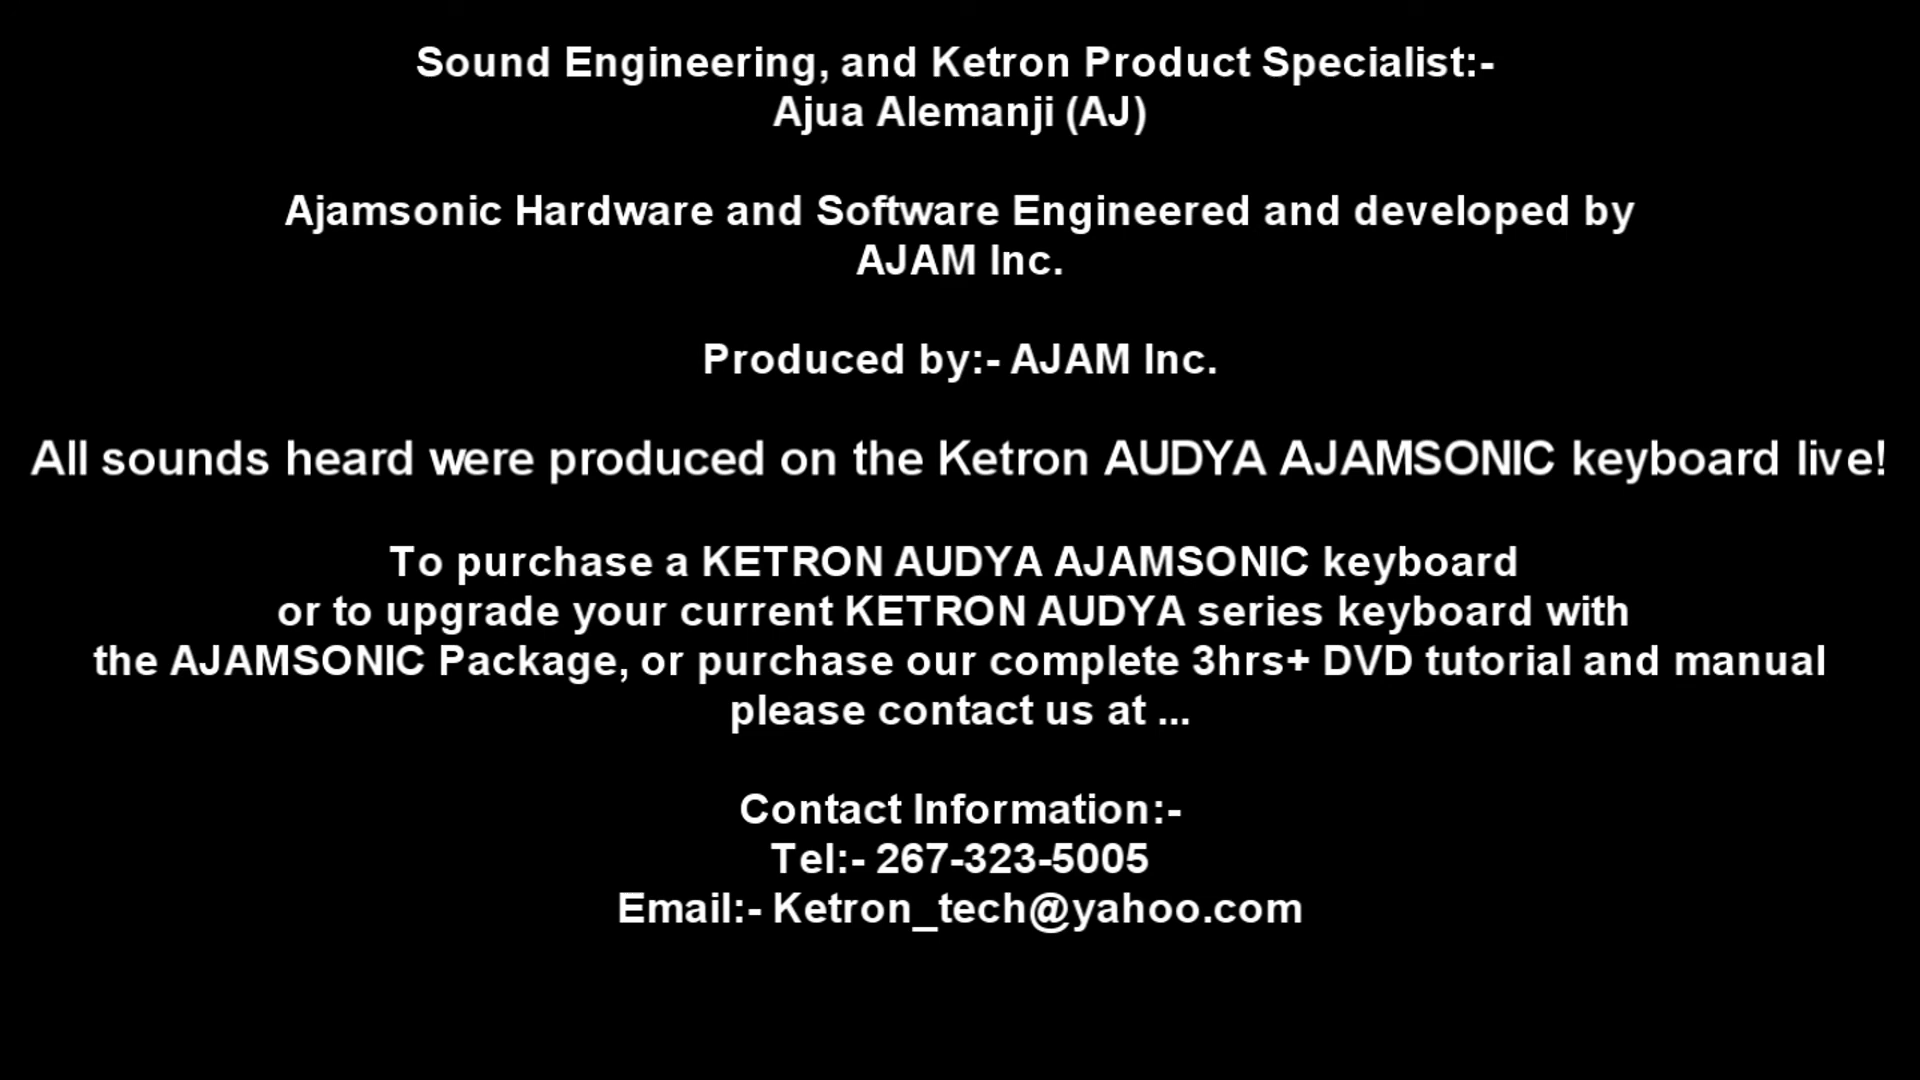 Sound Engineering, and Ketron Product Specialist:-
Ajua Alemanji (AJ)
Ajamsonic Hardware and Software Engineered and developed by
AJAM Inc.
Produced by:- AJAM Inc.
All sounds heard were produced on the Ketron AUDYA AJAMSONIC keyboard live!
To purchase a KETRON AUDYA AJAMSONIC keyboard
or to upgrade your current KETRON AUDYA series keyboard with
the AJAMSONIC Package, or purchase our complete 3hrs+ DVD tutorial and manual
please contact us at ...
Contact Information:-
Tel:- 267-323-5005
Email:- Ketron_tech@yahoo.com